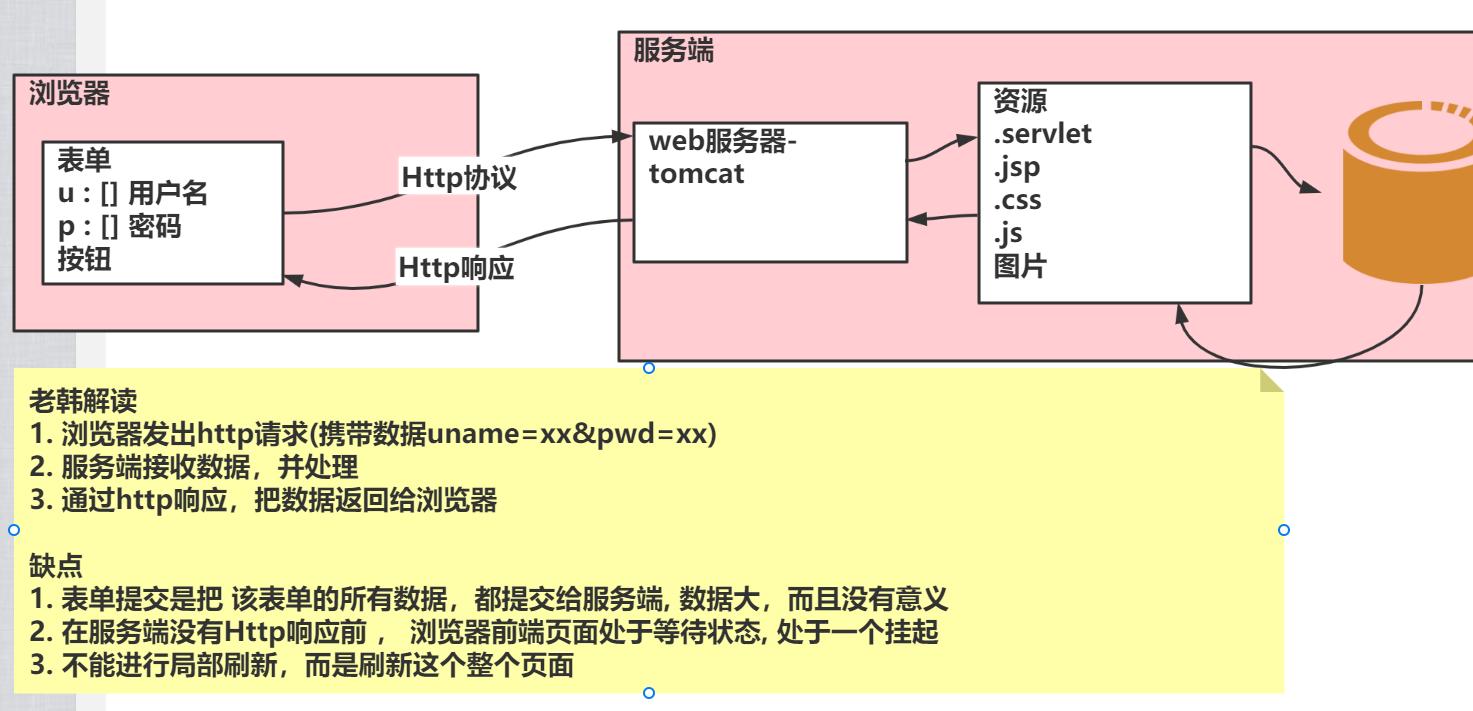 服务端
浏览器
表单
u : [] 用户名
p : [] 密码
按钮
Http协议
Http响应
web服务器-
tomcat
资源
.servlet
.jsp
.css
.js
图片
老韩解读
1. 浏览器发出http请求(携带数据uname=xx&pwd=xx)
2. 服务端接收数据，并处理
3. 通过http响应，把数据返回给浏览器
缺点
1. 表单提交是把 该表单的所有数据，都提交给服务端, 数据大，而且没有意义
2. 在服务端没有Http响应前 ， 浏览器前端页面处于等待状态, 处于一个挂起
3. 不能进行局部刷新，而是刷新这个整个页面